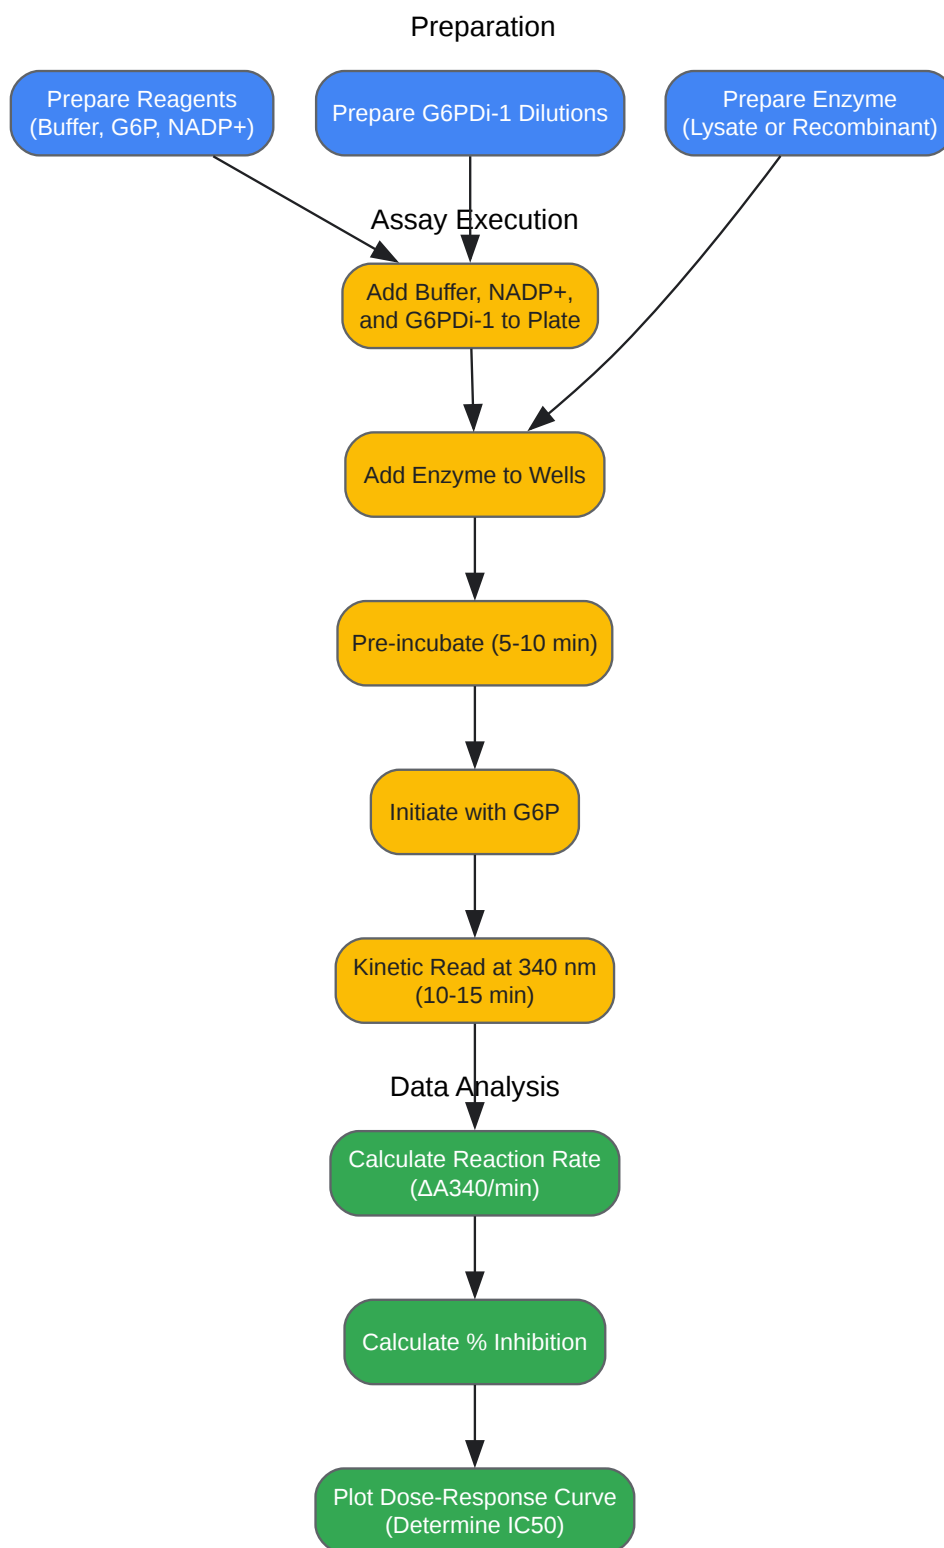 Preparation
Prepare Reagents
(Buffer, G6P, NADP+)
Prepare G6PDi-1 Dilutions
Prepare Enzyme
(Lysate or Recombinant)
Assay Execution
Add Buffer, NADP+,
and G6PDi-1 to Plate
Add Enzyme to Wells
Pre-incubate (5-10 min)
Initiate with G6P
Kinetic Read at 340 nm
(10-15 min)
Data Analysis
Calculate Reaction Rate
(ΔA340/min)
Calculate % Inhibition
Plot Dose-Response Curve
(Determine IC50)